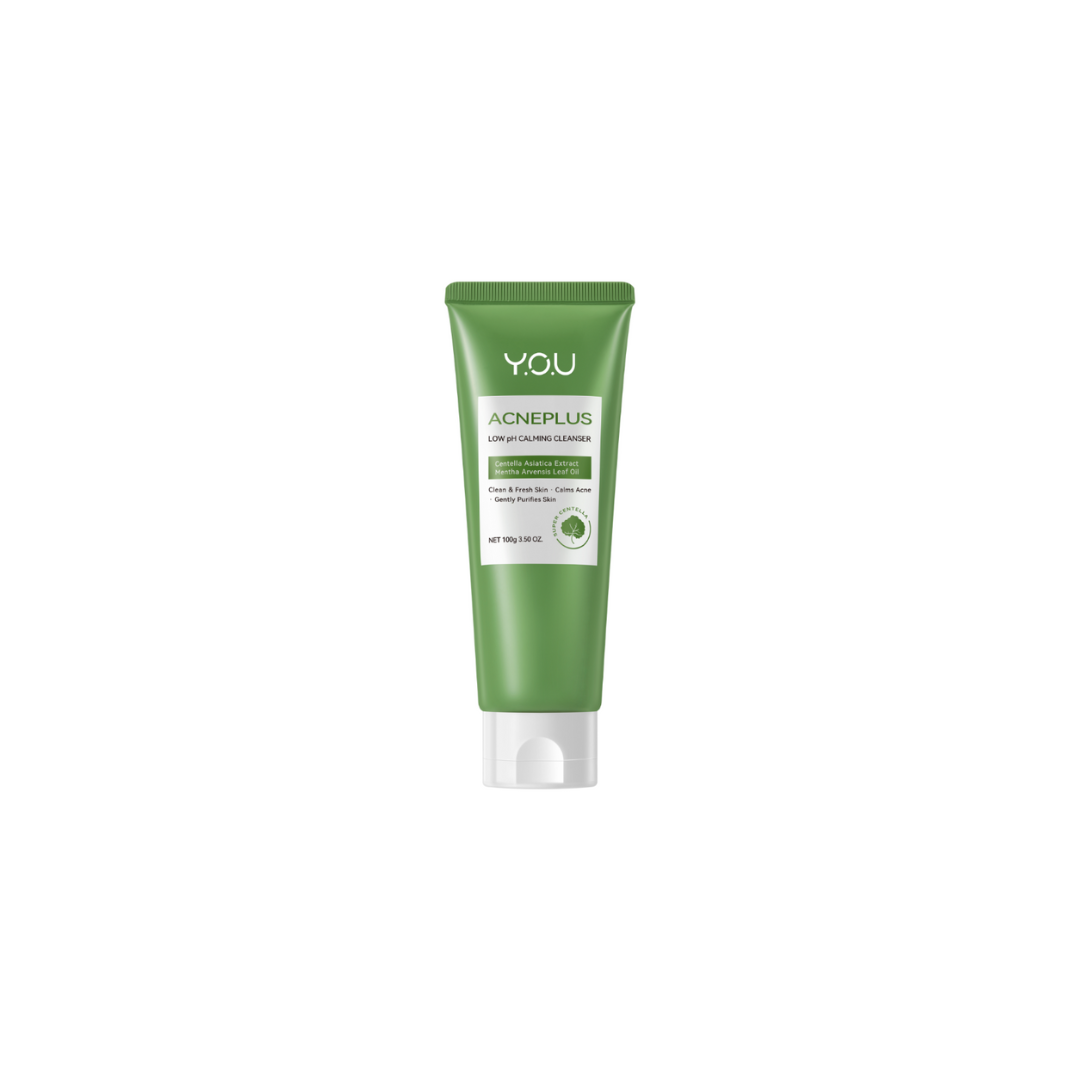 Y.O.U
ACNEPLUS
LOW pH CALMING CLEANSER
Centella Asiatica Extract
Mentha Arvensis Leaf Oil
Clean & Fresh Skin · Calms Acne
· Gently Purifies Skin
SUPER CENTELLA
NET 100g 3.50 OZ.